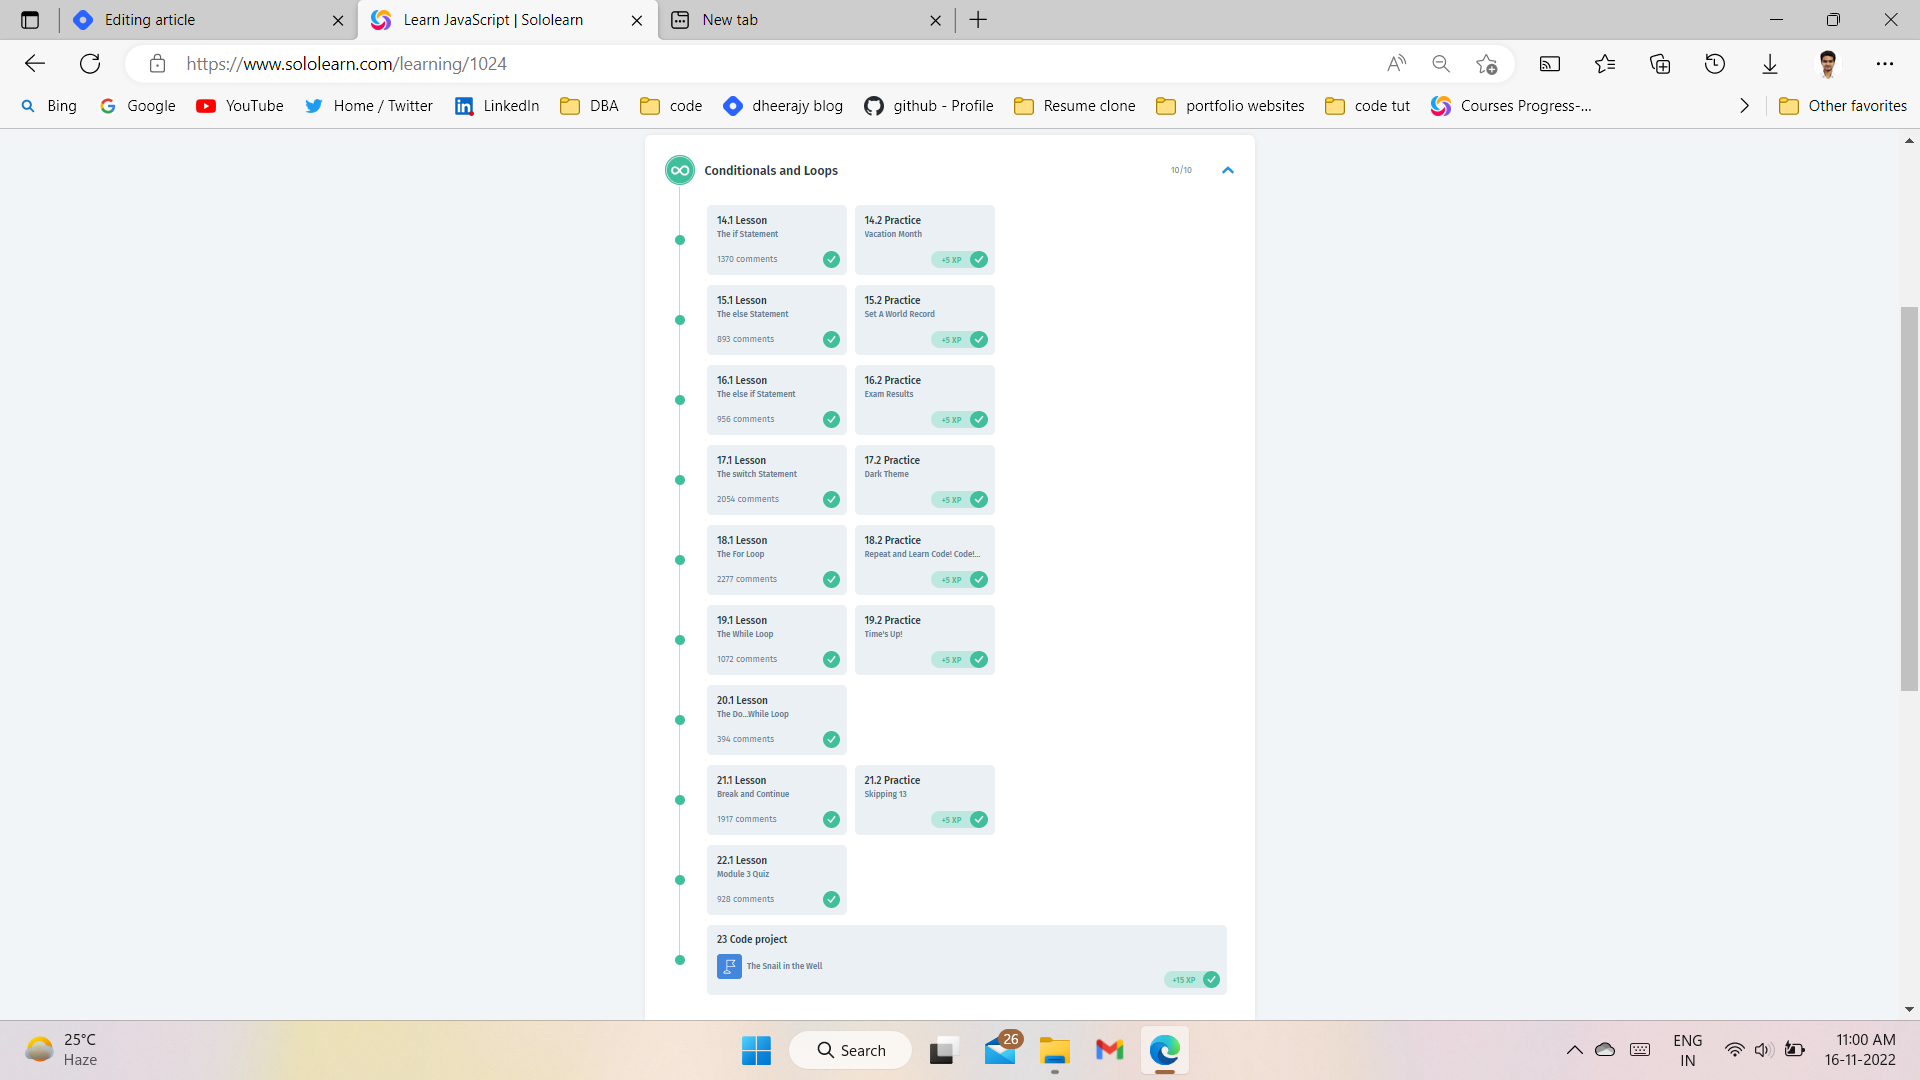 Editing article
Learn JavaScript | Sololearn
New tab
https://www.sololearn.com/learning/1024
Bing
Google
YouTube
Home / Twitter
LinkedIn
DBA
code
dheerajy blog
github - Profile
Resume clone
portfolio websites
code tut
Courses Progress-...
Other favorites
Conditionals and Loops
10/10
14.1 Lesson
The if Statement
1370 comments
14.2 Practice
Vacation Month
+5 XP
15.1 Lesson
The else Statement
893 comments
15.2 Practice
Set A World Record
+5 XP
16.1 Lesson
The else if Statement
956 comments
16.2 Practice
Exam Results
+5 XP
17.1 Lesson
The switch Statement
2054 comments
17.2 Practice
Dark Theme
+5 XP
18.1 Lesson
The For Loop
2277 comments
18.2 Practice
Repeat and Learn Code! Code!...
+5 XP
19.1 Lesson
The While Loop
1072 comments
19.2 Practice
Time's Up!
+5 XP
20.1 Lesson
The Do...While Loop
394 comments
21.1 Lesson
Break and Continue
1917 comments
21.2 Practice
Skipping 13
+5 XP
22.1 Lesson
Module 3 Quiz
928 comments
23 Code project
The Snail in the Well
+15 XP
25°C
Haze
Search
26
ENG
IN
11:00 AM
16-11-2022